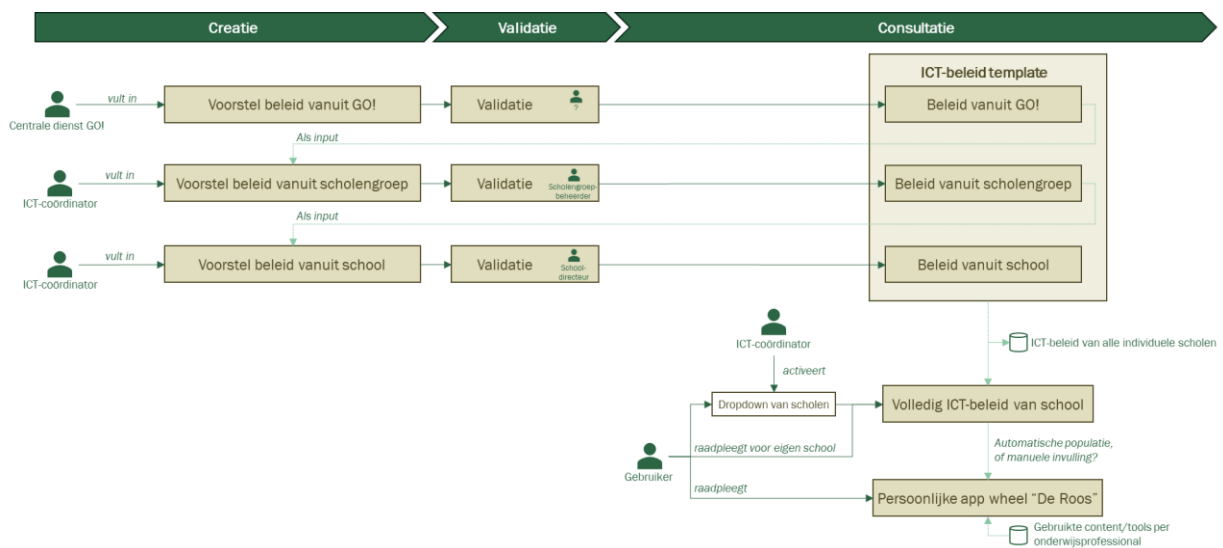 Creatie
Validatie
Consultatie
ICT-beleid template
Centrale dienst GO!
vult in
Voorstel beleid vanuit GO!
Validatie
?
Beleid vanuit GO!
Als input
ICT-coördinator
vult in
Voorstel beleid vanuit scholengroep
Validatie
Scholengroep-
beheerder
Beleid vanuit scholengroep
Als input
ICT-coördinator
vult in
Voorstel beleid vanuit school
Validatie
School-
directeur
Beleid vanuit school
ICT-coördinator
ICT-beleid van alle individuele scholen
activeert
Dropdown van scholen
Volledig ICT-beleid van school
Gebruiker
raadpleegt voor eigen school
Automatische populatie,
of manuele invulling?
raadpleegt
Persoonlijke app wheel “De Roos”
Gebruikte content/tools per
onderwijsprofessional